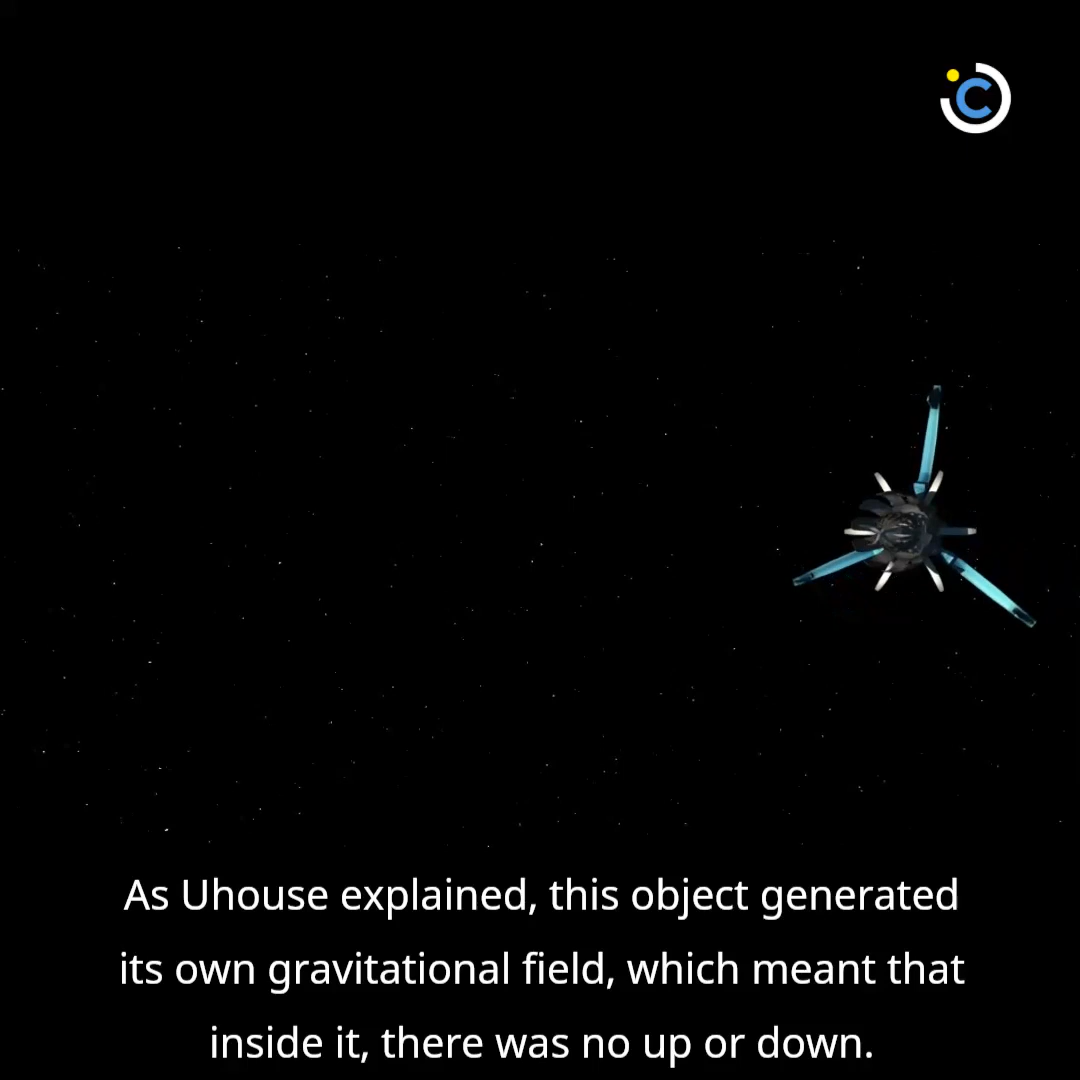 C
As Uhouse explained, this object generated
its own gravitational field, which meant that
inside it, there was no up or down.